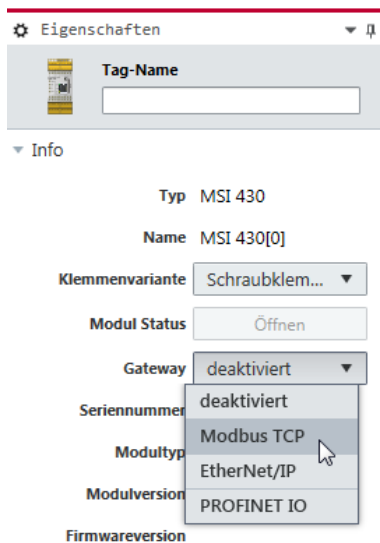 Eigenschaften
Tag-Name
Info
Typ MSI 430
Name MSI 430[0]
Klemmenvariante Schraubklem...
Modul Status Öffnen
Gateway deaktiviert
deaktiviert
Seriennummer
Modbus TCP
Modultyp
EtherNet/IP
Modulversion
PROFINET IO
Firmwareversion